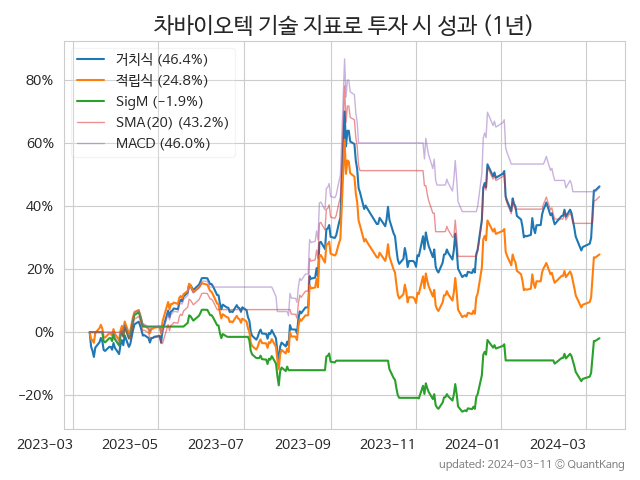 차바이오텍 기술 지표로 투자 시 성과 (1년)
거치식 (46.4%)
적립식 (24.8%)
SigM (−1.9%)
SMA(20) (43.2%)
MACD (46.0%)
80%
60%
40%
20%
0%
−20%
2023-03
2023-05
2023-07
2023-09
2023-11
2024-01
2024-03
updated: 2024-03-11 © QuantKang